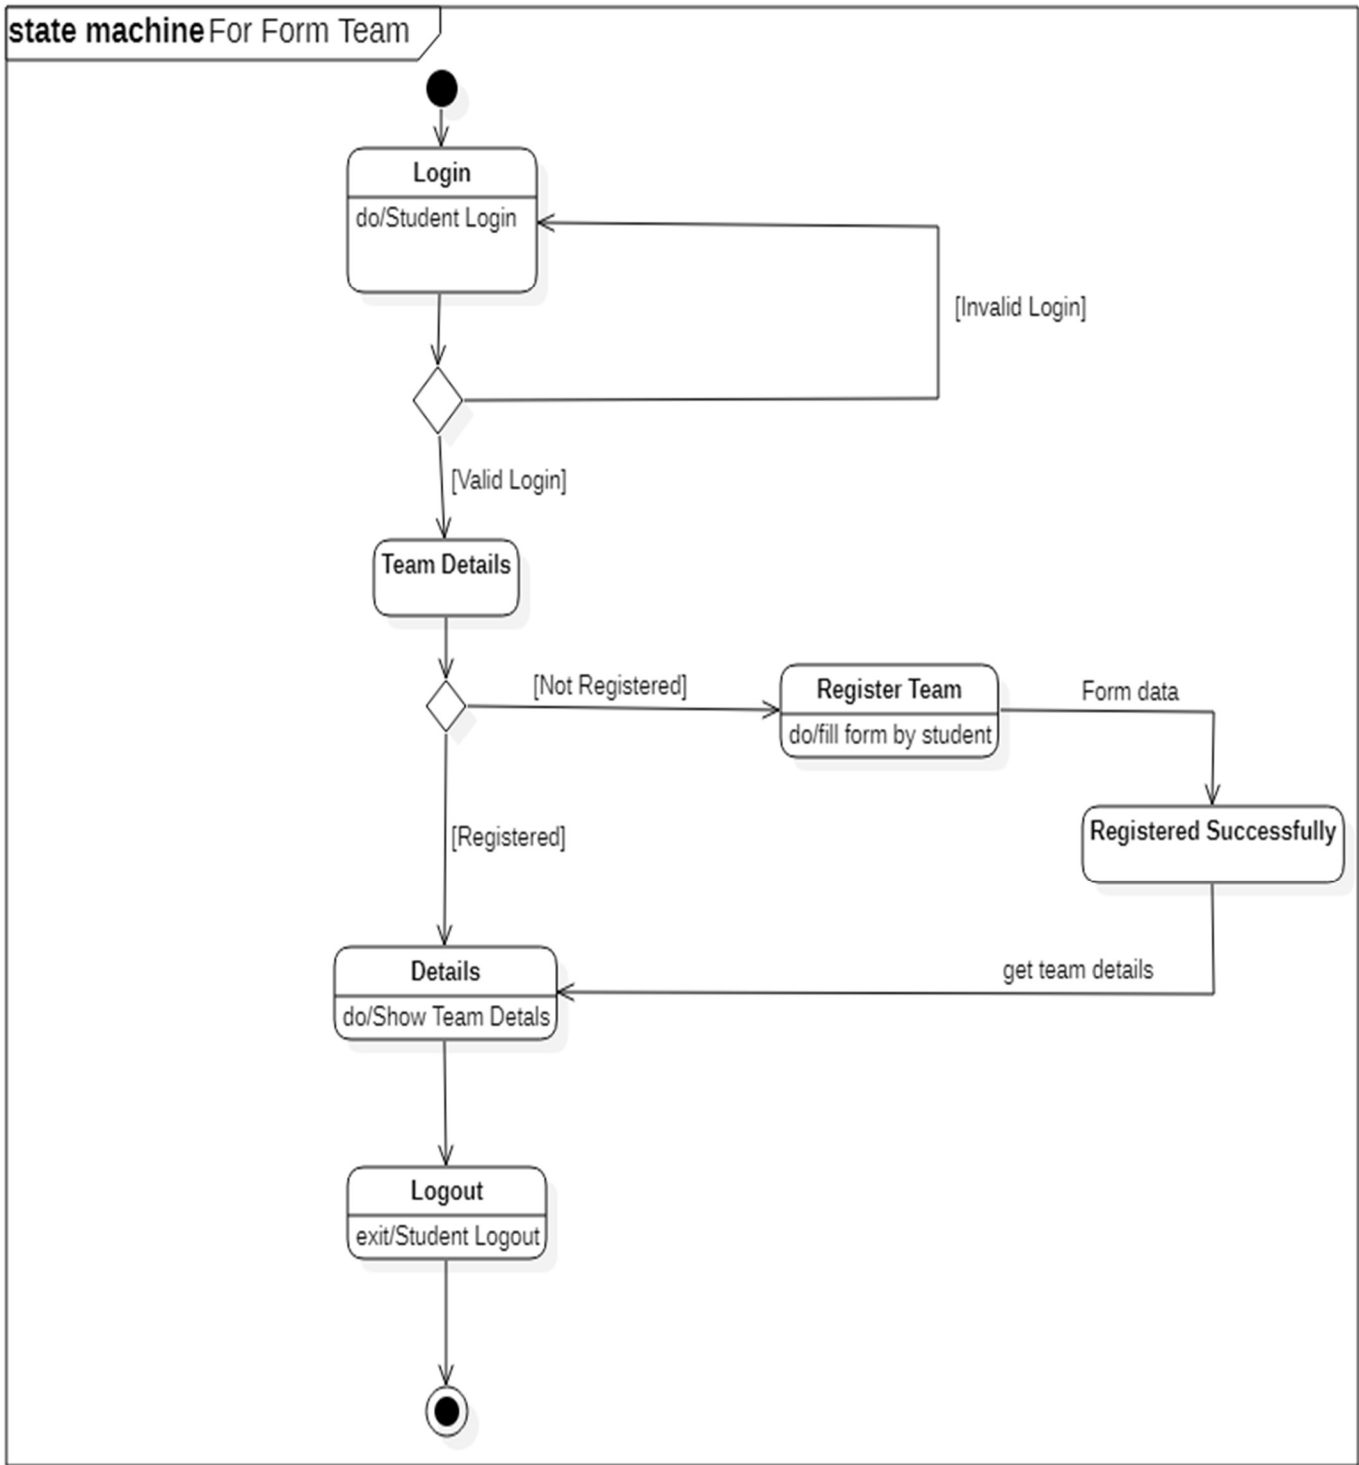 state machine For Form Team
Login
do/Student Login
[Invalid Login]
[Valid Login]
Team Details
[Not Registered]
Register Team
do/fill form by student
Form data
Registered Successfully
[Registered]
get team details
Details
do/Show Team Detals
Logout
exit/Student Logout